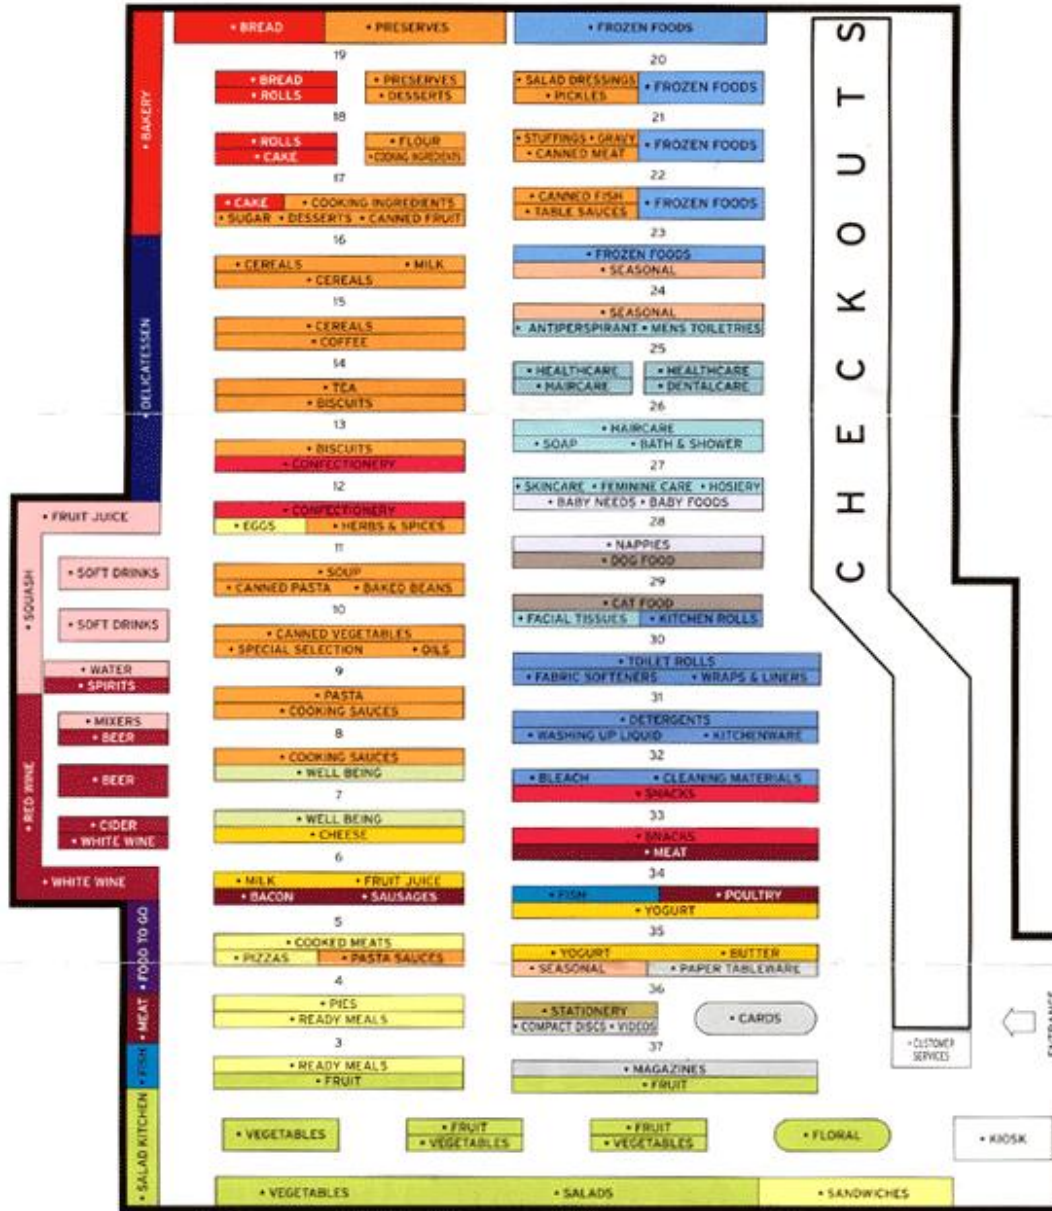 • BREAD • PRESERVES • FROZEN FOODS
19 20
• BREAD • PRESERVES • SALAD DRESSINGS • FROZEN FOODS
• ROLLS • DESSERTS • PICKLES
18 21
• ROLLS • FLOUR • STUFFINGS • GRAVY • FROZEN FOODS
• CAKE • COOKING INGREDIENTS • CANNED MEAT
17 22
• CAKE • COOKING INGREDIENTS • CANNED FISH • FROZEN FOODS
• SUGAR • DESSERTS • CANNED FRUIT • TABLE SAUCES
16 23
• CEREALS • MILK • FROZEN FOODS
• CEREALS • SEASONAL
15 24
• CEREALS • SEASONAL
• COFFEE • ANTIPERSPIRANT • MENS TOILETRIES
14 25
• TEA • HEALTHCARE • HEALTHCARE
• BISCUITS • HAIRCARE • DENTALCARE
13 26
• BISCUITS • HAIRCARE
• CONFECTIONERY • SOAP • BATH & SHOWER
12 27
• CONFECTIONERY • SKINCARE • FEMININE CARE • HOSIERY
• EGGS • HERBS & SPICES • BABY NEEDS • BABY FOODS
11 28
• SOUP • NAPPIES
• CANNED PASTA • BAKED BEANS • DOG FOOD
10 29
• CANNED VEGETABLES • CAT FOOD
• SPECIAL SELECTION • OILS • FACIAL TISSUES • KITCHEN ROLLS
9 30
• PASTA • TOILET ROLLS
• COOKING SAUCES • FABRIC SOFTENERS • WRAPS & LINERS
8 31
• COOKING SAUCES • DETERGENTS
• WELL BEING • WASHING UP LIQUID • KITCHENWARE
7 32
• WELL BEING • BLEACH • CLEANING MATERIALS
• CHEESE • SNACKS
6 33
• MILK • FRUIT JUICE • SNACKS
• BACON • SAUSAGES • MEAT
5 34
• COOKED MEATS • FISH • POULTRY
• PIZZAS • PASTA SAUCES • YOGURT
4 35
• PIES • YOGURT • BUTTER
• READY MEALS • SEASONAL • PAPER TABLEWARE
3 36
• READY MEALS • STATIONERY • CARDS
• FRUIT • COMPACT DISCS • VIDEOS
37
• MAGAZINES
• FRUIT
• VEGETABLES • FRUIT • FRUIT • FLORAL • KIOSK
• VEGETABLES • VEGETABLES
• VEGETABLES • SALADS • SANDWICHES
• BAKERY
• DELICATESSEN
• FRUIT JUICE
• SQUASH
• SOFT DRINKS
• SOFT DRINKS
• WATER
• SPIRITS
• MIXERS
• BEER
• RED WINE
• BEER
• CIDER
• WHITE WINE
• WHITE WINE
• FOOD TO GO
• MEAT
• FISH
• SALAD KITCHEN
CHECKOUTS
• CUSTOMER
SERVICES
ENTRANCE